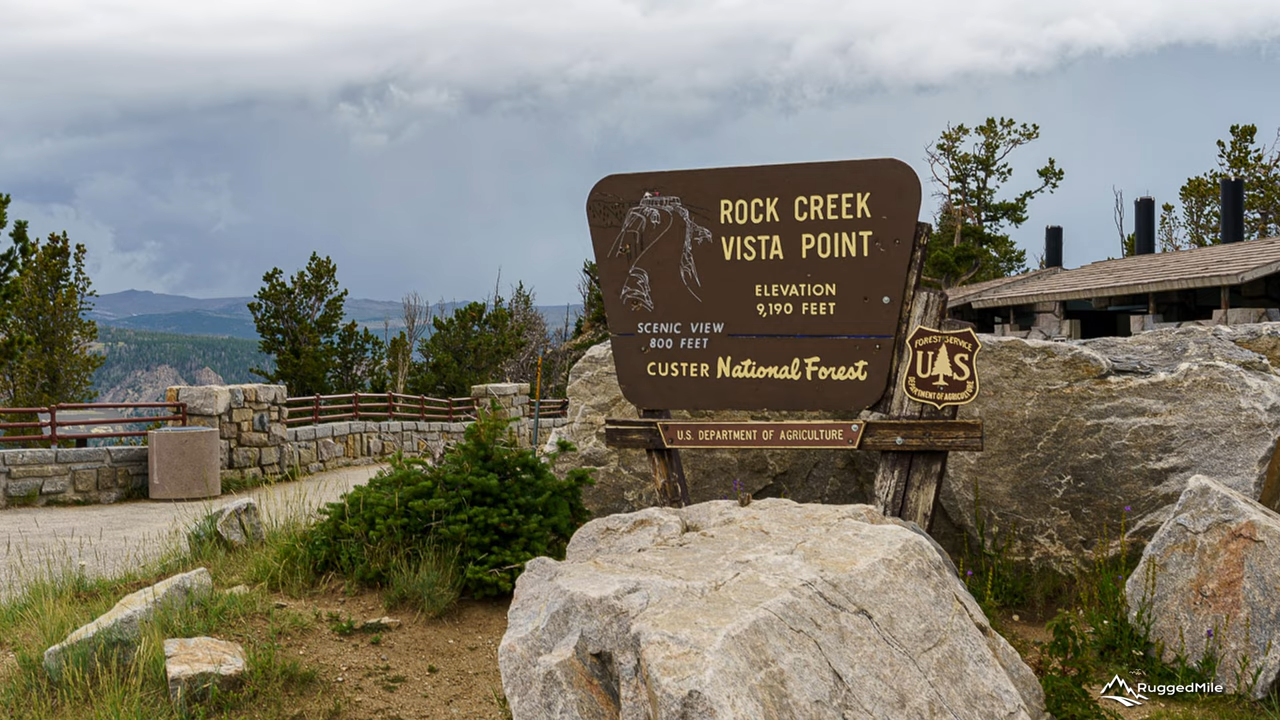 ROCK CREEK
VISTA POINT
ELEVATION
9,190 FEET
SCENIC VIEW
800 FEET
CUSTER National Forest
FOREST SERVICE
UAS
DEPARTMENT OF AGRICULTURE
U.S. DEPARTMENT OF AGRICULTURE
RuggedMile